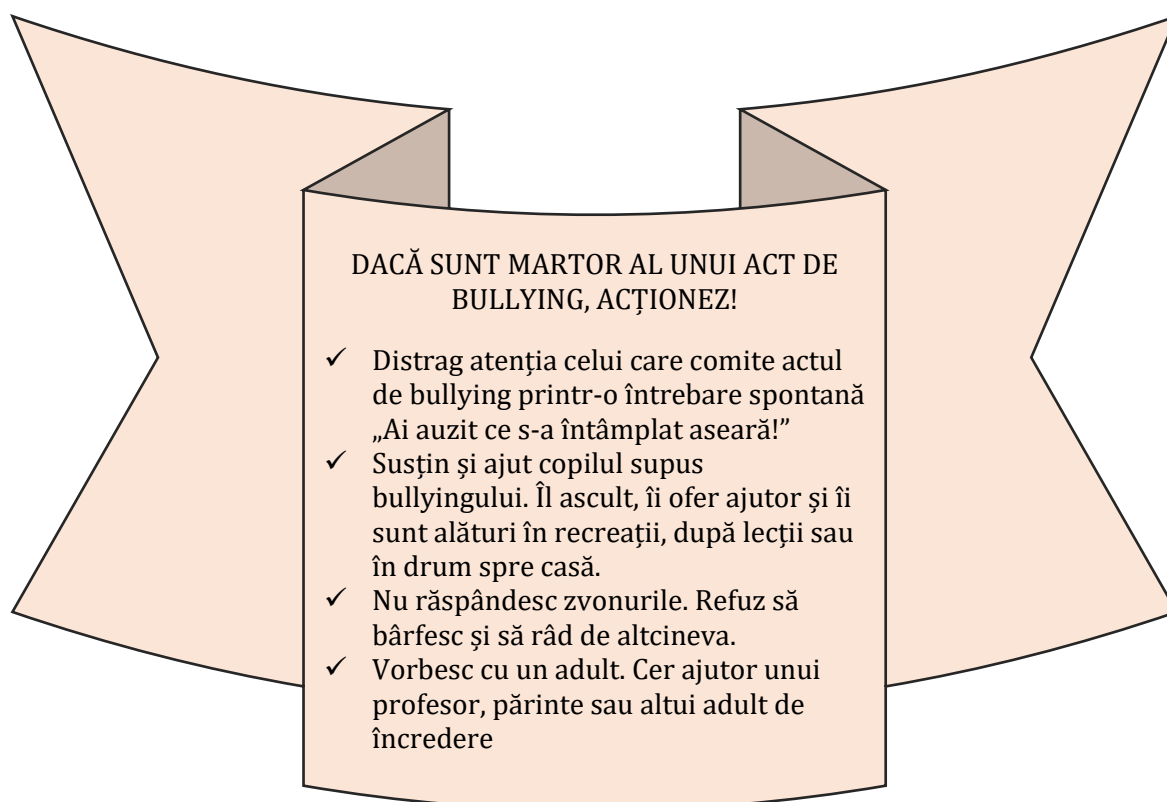 DACĂ SUNT MARTOR AL UNUI ACT DE
BULLYING, ACȚIONEZ!
✓ Distrag atenția celui care comite actul
de bullying printr-o întrebare spontană
„Ai auzit ce s-a întâmplat aseară!”
✓ Susțin și ajut copilul supus
bullyingului. Îl ascult, îi ofer ajutor și îi
sunt alături în recreații, după lecții sau
în drum spre casă.
✓ Nu răspândesc zvonurile. Refuz să
bârfesc și să râd de altcineva.
✓ Vorbesc cu un adult. Cer ajutor unui
profesor, părinte sau altui adult de
încredere